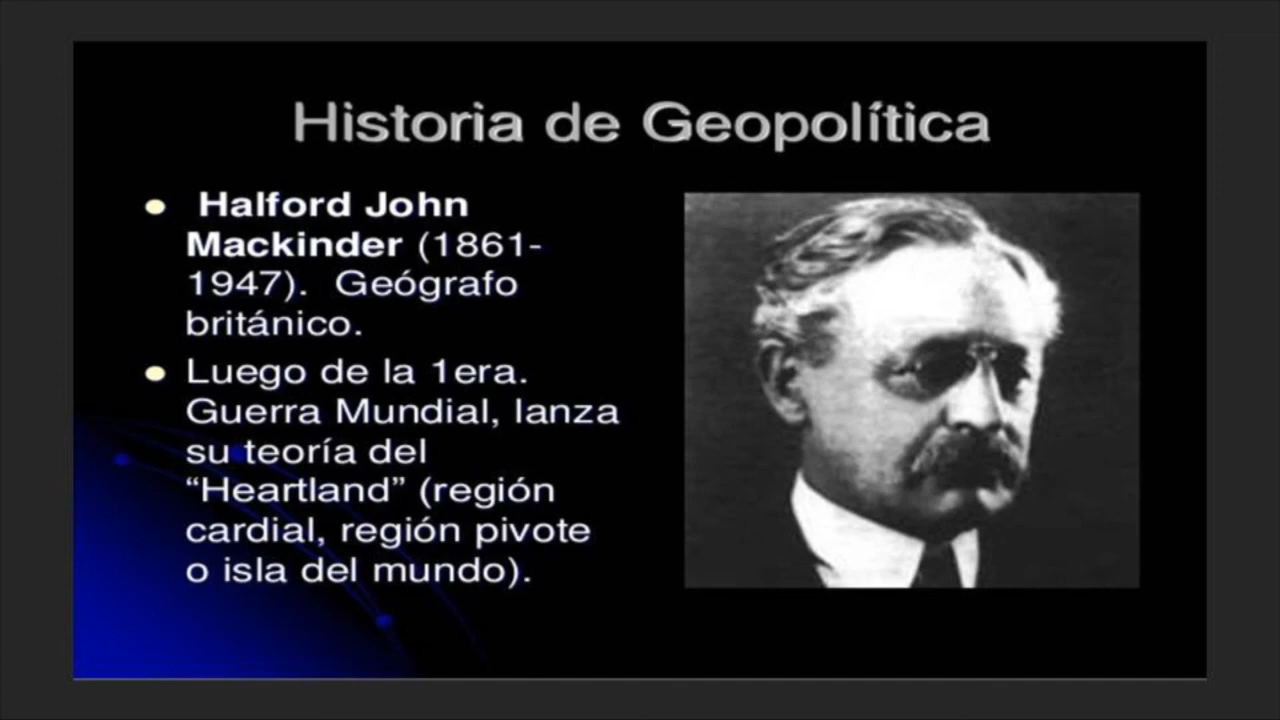 Historia de Geopolítica
Halford John
Mackinder (1861-
1947). Geógrafo
británico.
Luego de la 1era.
Guerra Mundial, lanza
su teoría del
“Heartland” (región
cardial, región pivote
o isla del mundo).